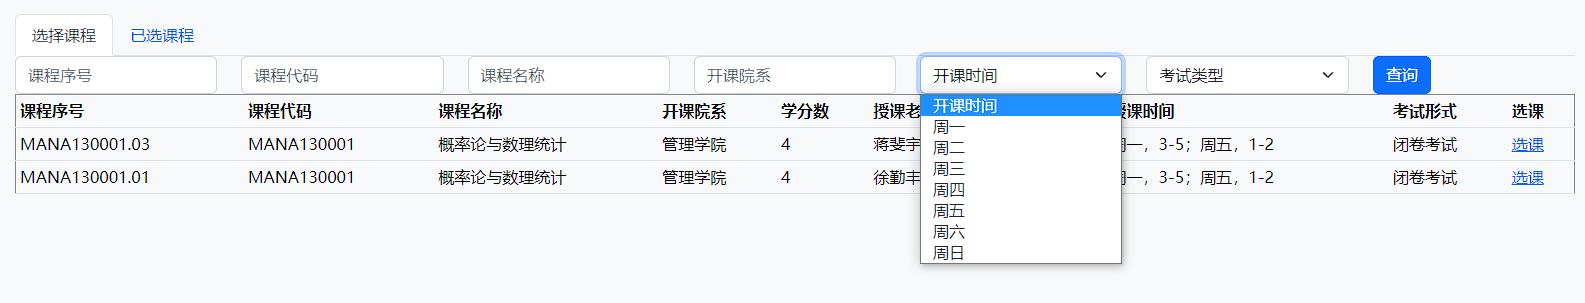 选择课程 已选课程
课程序号 课程代码 课程名称 开课院系 开课时间 考试类型 查询
课程序号 课程代码 课程名称 开课院系 学分数 授课老 授课时间 考试形式 选课
MANA130001.03 MANA130001 概率论与数理统计 管理学院 4 蒋斐宇 周一，3-5；周五，1-2 闭卷考试 选课
MANA130001.01 MANA130001 概率论与数理统计 管理学院 4 徐勤丰 周一，3-5；周五，1-2 闭卷考试 选课
开课时间
周一
周二
周三
周四
周五
周六
周日